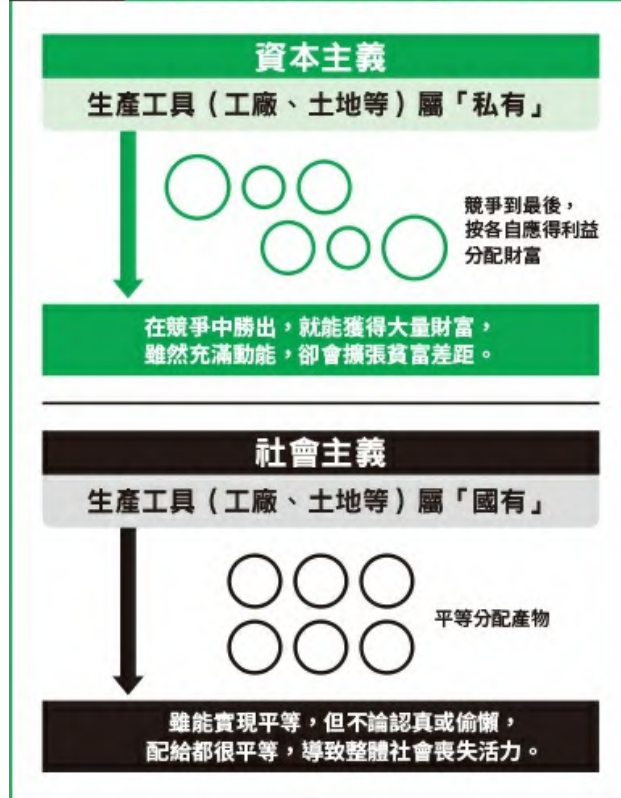 資本主義
生產工具（工廠、土地等）屬「私有」
競爭到最後，
按各自應得利益
分配財富
在競爭中勝出，就能獲得大量財富，
雖然充滿動能，卻會擴張貧富差距。
社會主義
生產工具（工廠、土地等）屬「國有」
平等分配產物
雖能實現平等，但不論認真或偷懶，
配給都很平等，導致整體社會喪失活力。